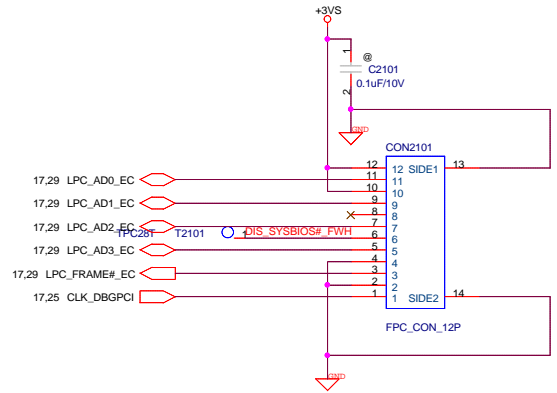 +3VS
1
@
C2101
2
0.1uF/10V
GND
CON2101
12 12 SIDE1 13
17,29 LPC_AD0_EC 11 11
10 10
17,29 LPC_AD1_EC 9 9
8 8
17,29 LPC_AD2_EC 7 7
TPC28T T2101 1 DIS_SYSBIOS#_FWH 6 6
17,29 LPC_AD3_EC 5 5
4 4
17,29 LPC_FRAME#_EC 3 3
2 2
17,25 CLK_DBGPCI 1 1 SIDE2 14
FPC_CON_12P
GND